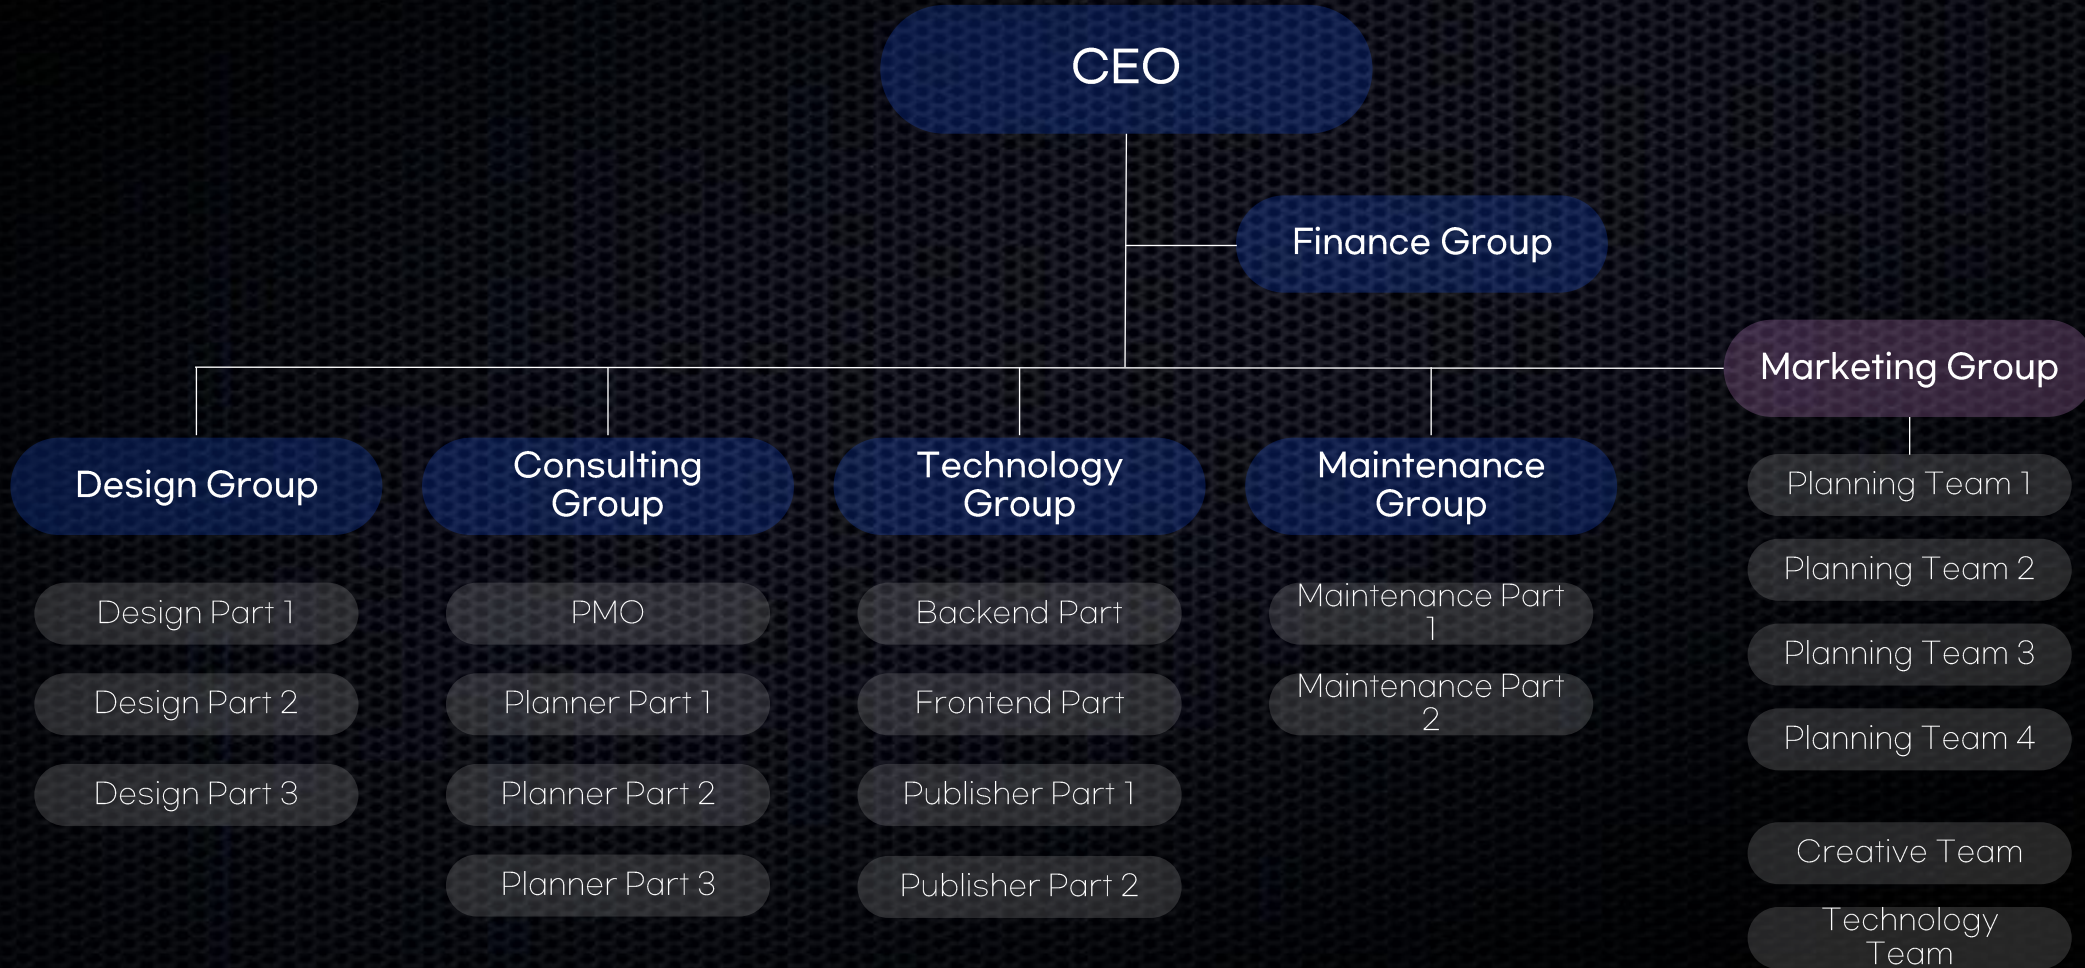 CEO
Finance Group
Marketing Group
Design Group
Consulting
Group
Technology
Group
Maintenance
Group
Design Part 1
Design Part 2
Design Part 3
PMO
Planner Part 1
Planner Part 2
Planner Part 3
Backend Part
Frontend Part
Publisher Part 1
Publisher Part 2
Maintenance Part
1
Maintenance Part
2
Planning Team 1
Planning Team 2
Planning Team 3
Planning Team 4
Creative Team
Technology
Team